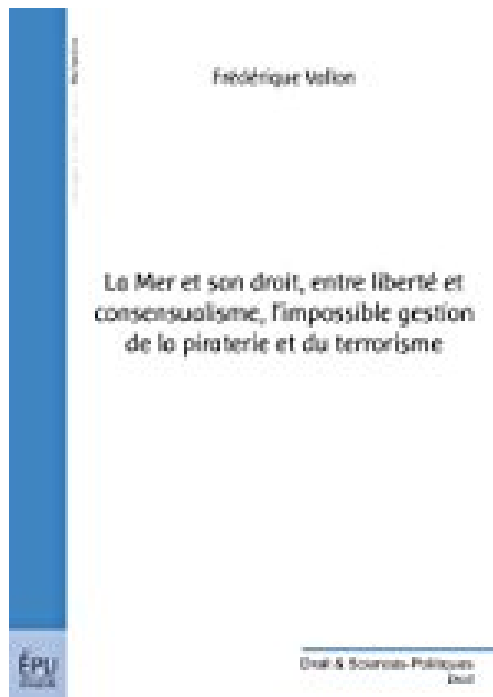 Frédérique Vallon
La Mer et son droit, entre liberté et
consensualisme, l'impossible gestion
de la piraterie et du terrorisme
ÉPU
Droit & Sciences-Politiques
Droit